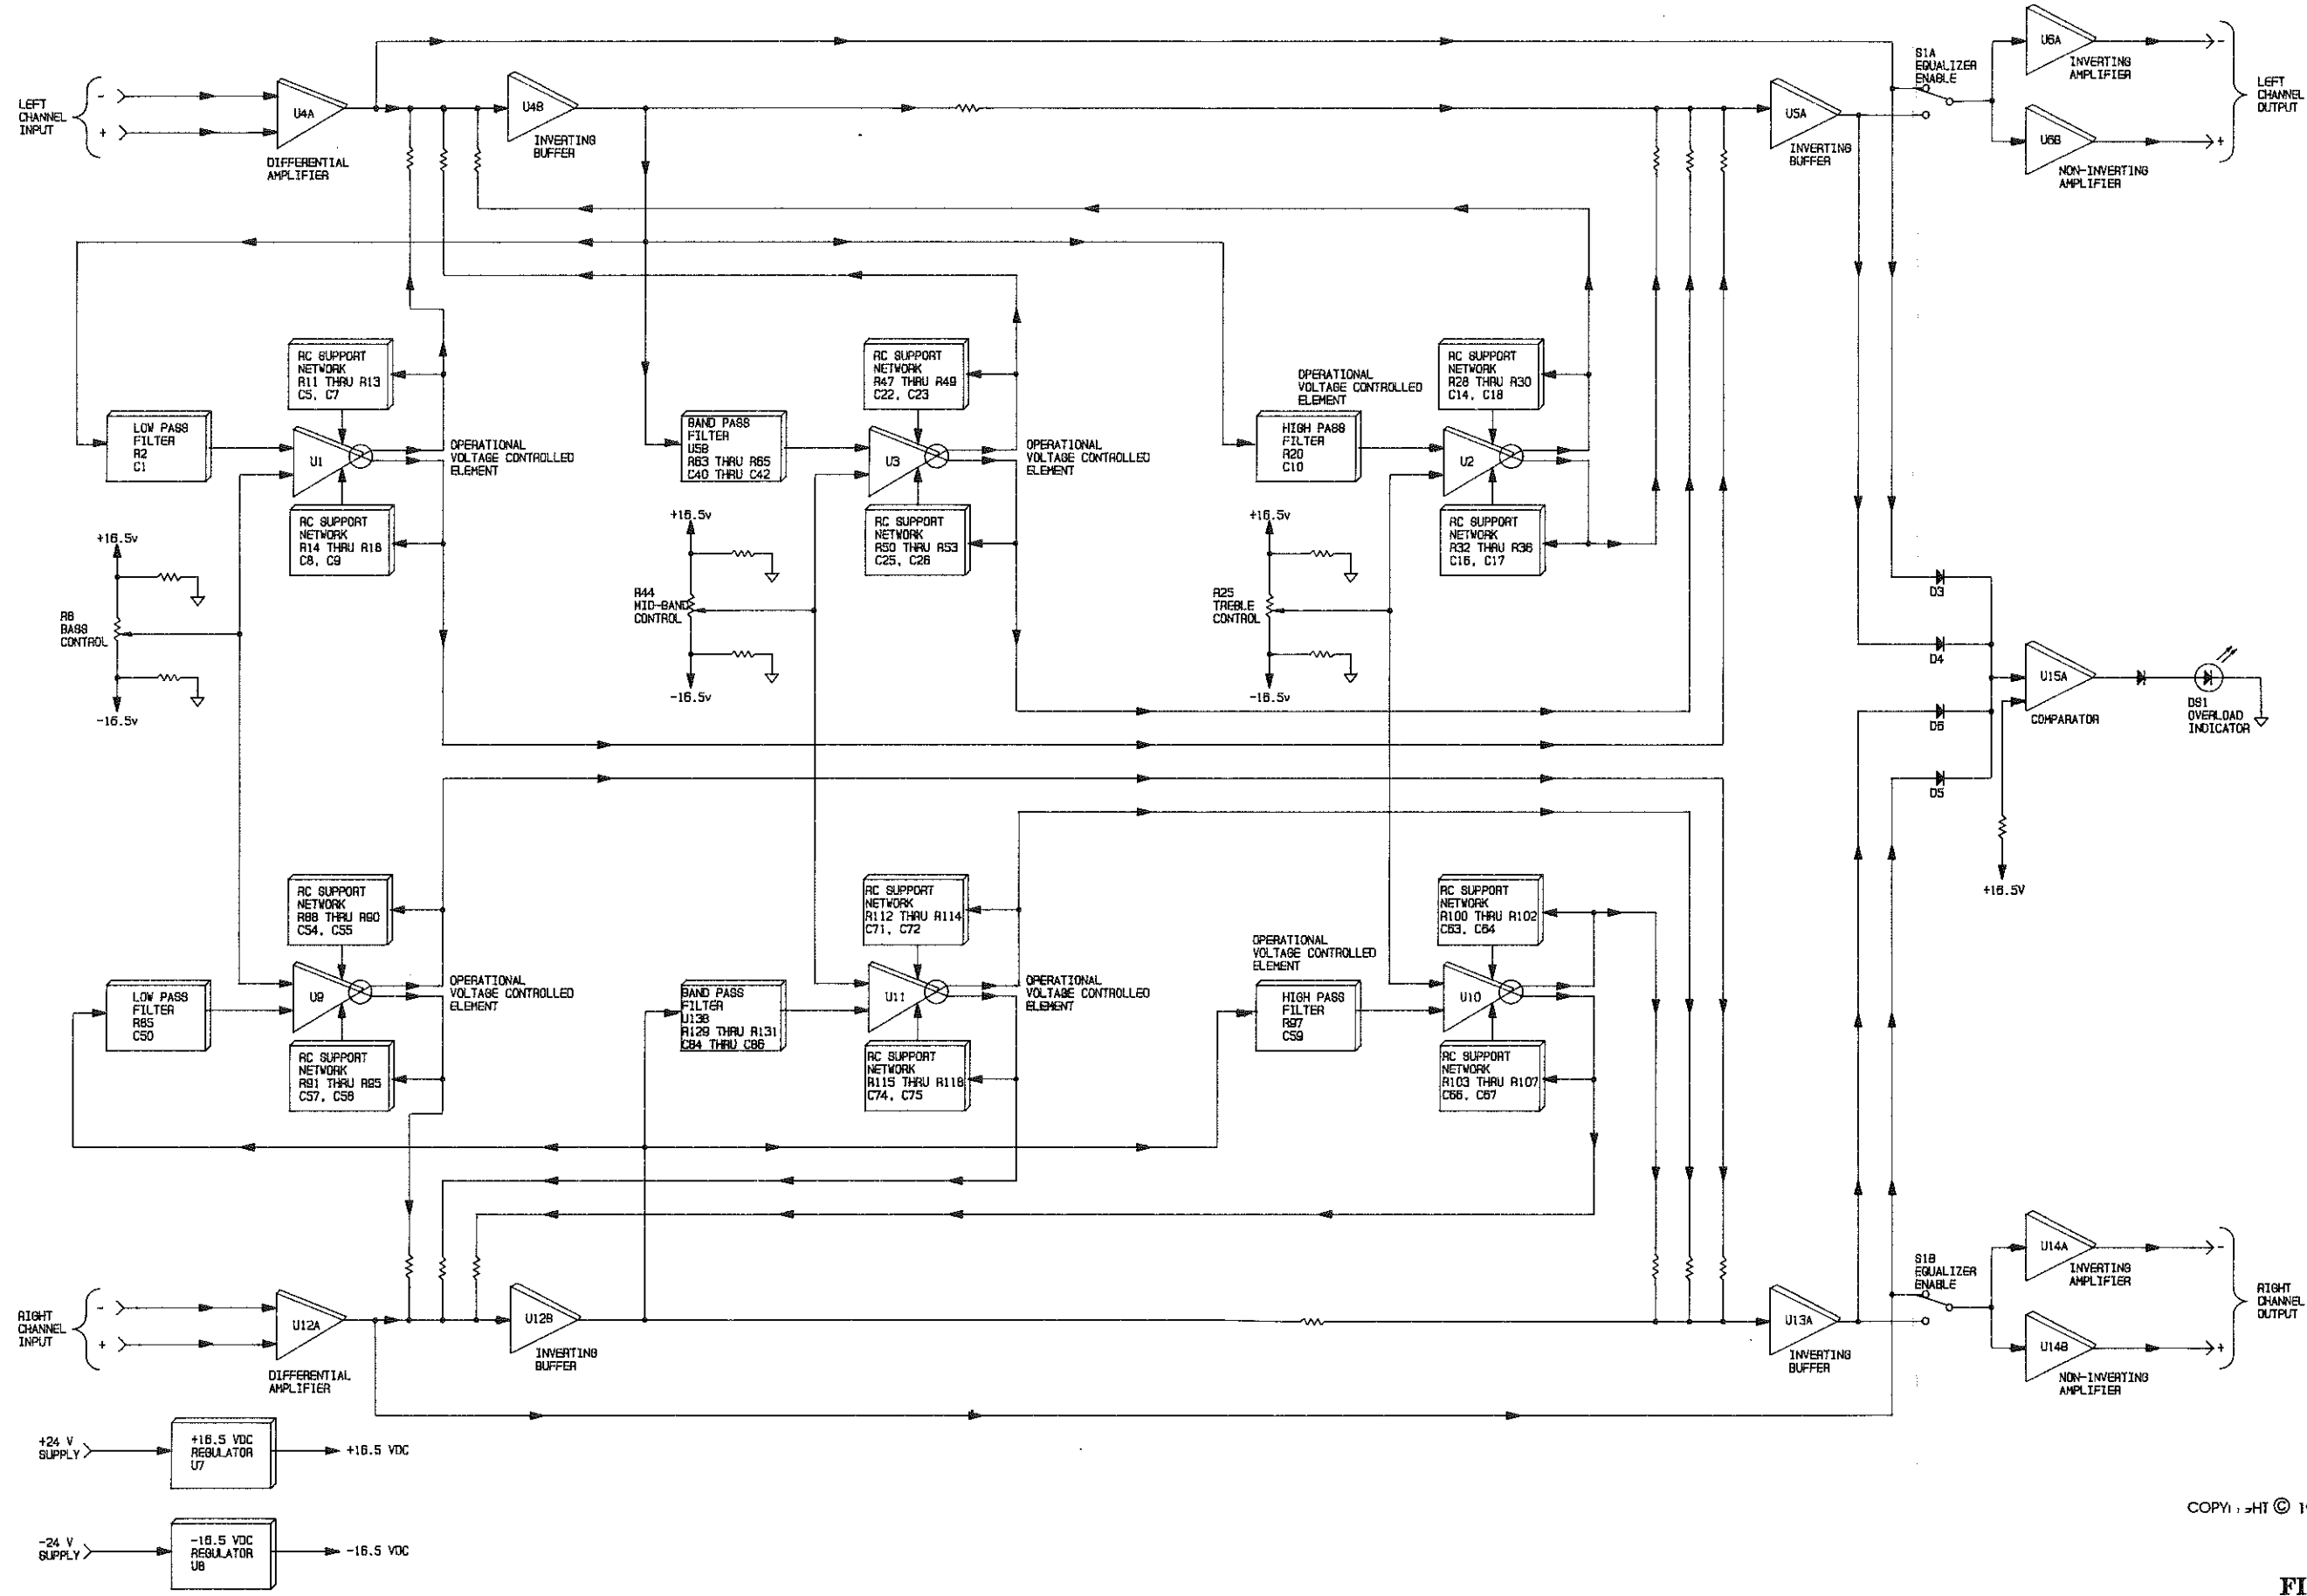 S1A
EQUALIZER
ENABLE
U6A
-
INVERTING
AMPLIFIER
LEFT
CHANNEL
INPUT
-
+
U4A
DIFFERENTIAL
AMPLIFIER
U4B
INVERTING
BUFFER
U5A
INVERTING
BUFFER
U6B
+
NON-INVERTING
AMPLIFIER
LEFT
CHANNEL
OUTPUT
RC SUPPORT
NETWORK
R11 THRU R13
C5, C7
RC SUPPORT
NETWORK
R47 THRU R49
C22, C23
RC SUPPORT
NETWORK
R28 THRU R30
C14, C18
LOW PASS
FILTER
R2
C1
U1
OPERATIONAL
VOLTAGE CONTROLLED
ELEMENT
BAND PASS
FILTER
U5B
R63 THRU R65
C40 THRU C42
U3
OPERATIONAL
VOLTAGE CONTROLLED
ELEMENT
OPERATIONAL
VOLTAGE CONTROLLED
ELEMENT
HIGH PASS
FILTER
R20
C10
U2
RC SUPPORT
NETWORK
R14 THRU R18
C8, C9
RC SUPPORT
NETWORK
R50 THRU R53
C25, C26
RC SUPPORT
NETWORK
R32 THRU R36
C16, C17
+16.5v
R8
BASS
CONTROL
-16.5v
+16.5v
R44
MID-BAND
CONTROL
-16.5v
+16.5v
R25
TREBLE
CONTROL
-16.5v
D3
D4
D6
D5
U15A
COMPARATOR
DS1
OVERLOAD
INDICATOR
+16.5V
RC SUPPORT
NETWORK
R88 THRU R90
C54, C55
RC SUPPORT
NETWORK
R112 THRU R114
C71, C72
RC SUPPORT
NETWORK
R100 THRU R102
C63, C64
LOW PASS
FILTER
R85
C50
U9
OPERATIONAL
VOLTAGE CONTROLLED
ELEMENT
BAND PASS
FILTER
U13B
R129 THRU R131
C84 THRU C86
U11
OPERATIONAL
VOLTAGE CONTROLLED
ELEMENT
OPERATIONAL
VOLTAGE CONTROLLED
ELEMENT
HIGH PASS
FILTER
R97
C59
U10
RC SUPPORT
NETWORK
R91 THRU R95
C57, C58
RC SUPPORT
NETWORK
R115 THRU R118
C74, C75
RC SUPPORT
NETWORK
R103 THRU R107
C66, C67
RIGHT
CHANNEL
INPUT
-
+
U12A
DIFFERENTIAL
AMPLIFIER
U12B
INVERTING
BUFFER
U13A
INVERTING
BUFFER
S1B
EQUALIZER
ENABLE
U14A
-
INVERTING
AMPLIFIER
U14B
+
NON-INVERTING
AMPLIFIER
RIGHT
CHANNEL
OUTPUT
+24 V
SUPPLY
+16.5 VDC
REGULATOR
U7
+16.5 VDC
-24 V
SUPPLY
-16.5 VDC
REGULATOR
U8
-16.5 VDC
©